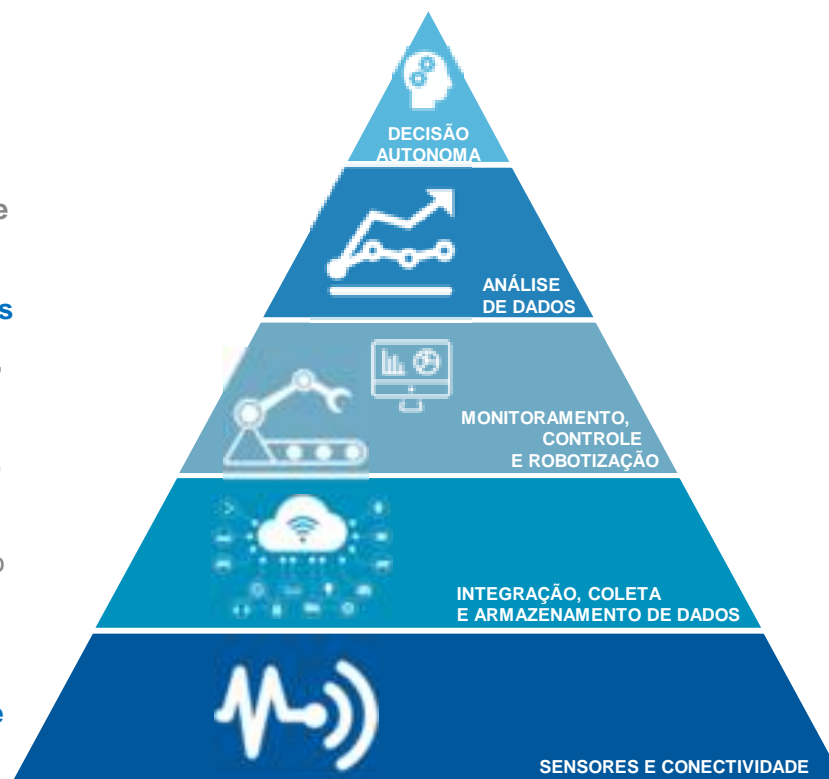 DECISÃO
AUTONOMA
e
ANÁLISE
DE DADOS
s
MONITORAMENTO,
CONTROLE
E ROBOTIZAÇÃO
o
INTEGRAÇÃO, COLETA
E ARMAZENAMENTO DE DADOS
e
SENSORES E CONECTIVIDADE